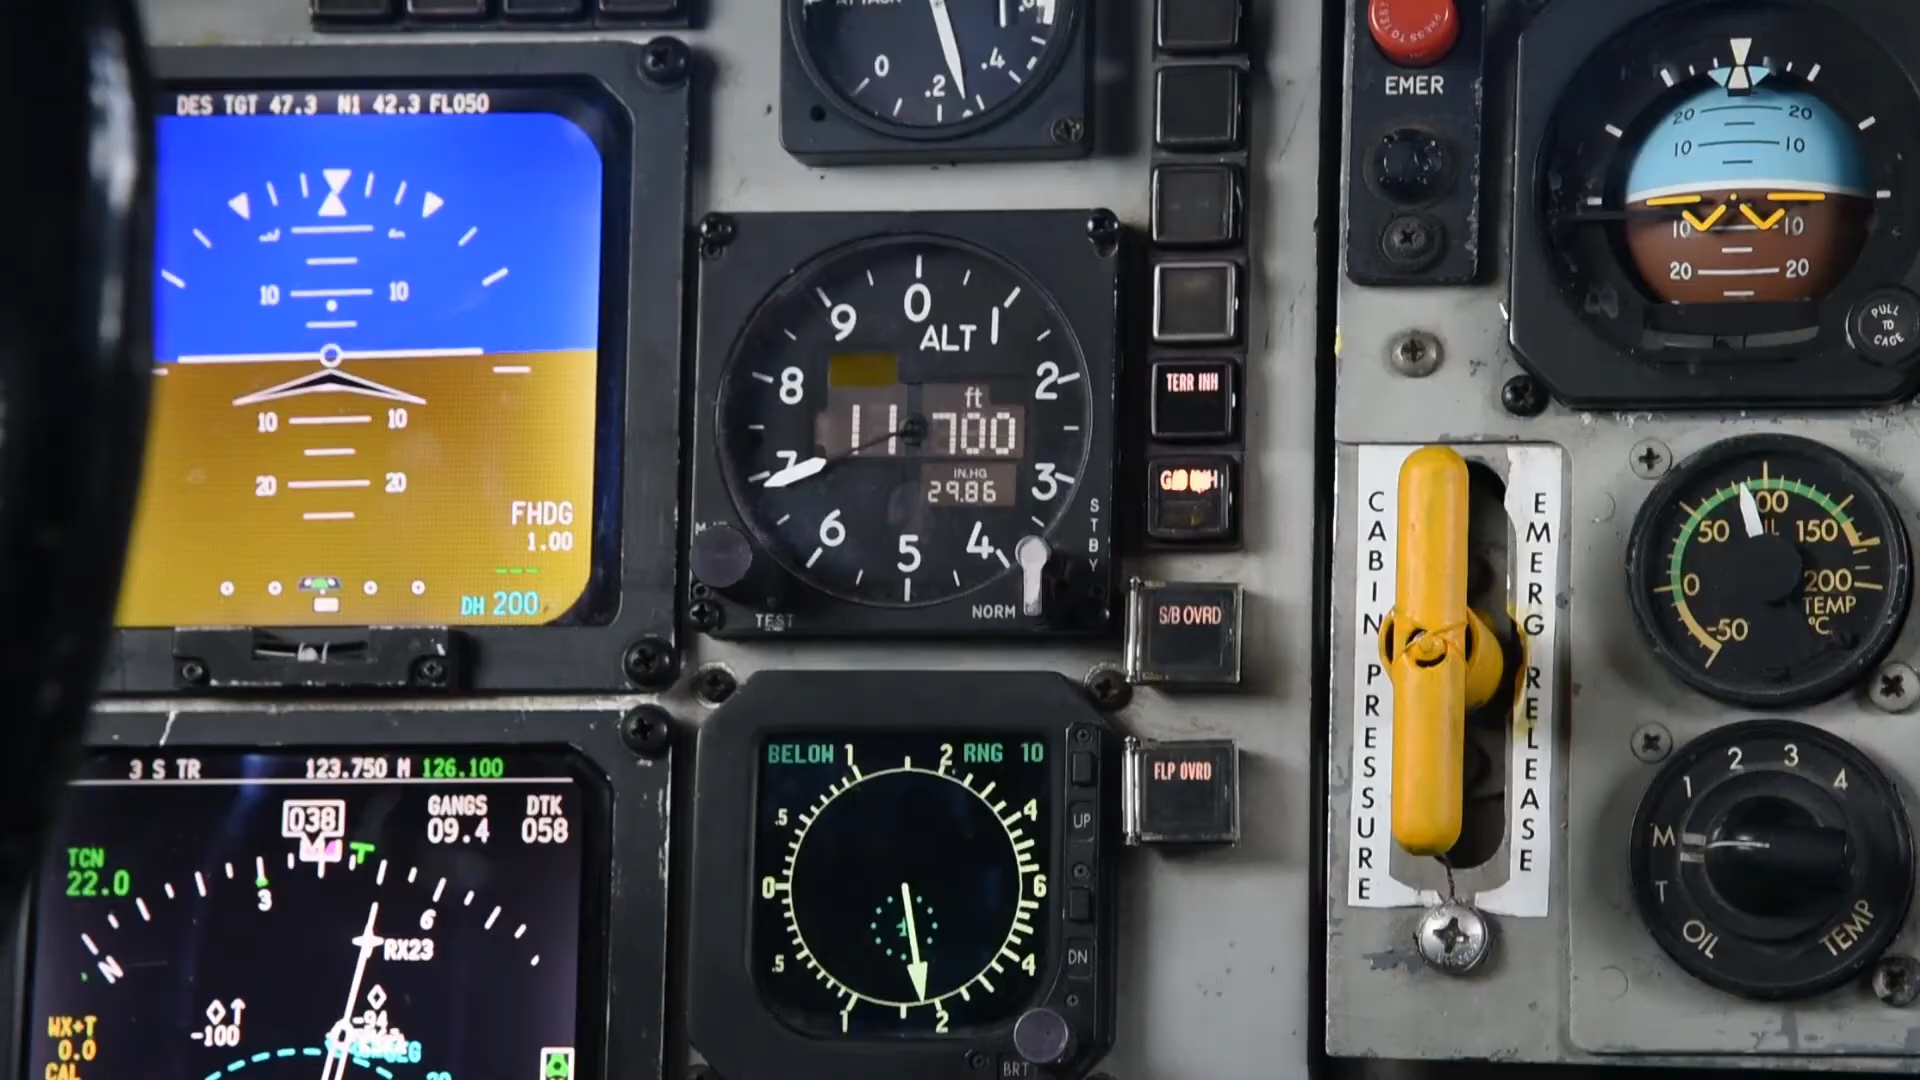 DES TGT 47.3 N1 42.3 FL050
10 10
10 10
20 20
FHDG
1.00
DH 200
0 .2 .4
EMER
20 20
10 10
10 10
20 20
PULL
TO
CAGE
0 1 2 3 4 5 6 7 8 9
ALT
ft
11 700
IN.HG
29.86
STBY
NORM
TEST
TERR INH
S/B OVRD
FLP OVRD
CABIN PRESSURE
EMERG RELEASE
-50 0 50 100 150 200
TEMP
°C
1 2 3 4
M
T
OIL TEMP
3 S TR 123.750 M 126.100
038
GANGS
09.4
DTK
058
TCN
22.0
N 3 6
RX23
-94
-100
WX+T
0.0
CAL
BELOW RNG 10
1 2
.5 4
0 6
.5 4
1 2
UP
DN
BRT